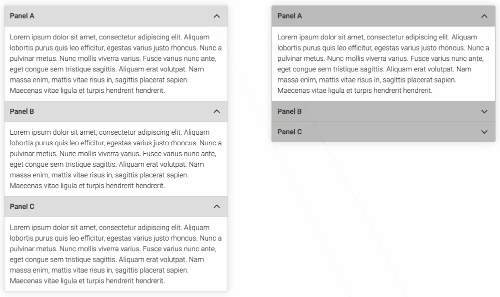 Panel A
Lorem ipsum dolor sit amet, consectetur adipiscing elit. Aliquam
lobortis purus quis leo efficitur, egestas varius justo rhoncus. Nunc a
pulvinar metus. Nunc mollis viverra varius. Fusce varius nunc ante,
eget congue sem tristique sagittis. Aliquam erat volutpat. Nam
massa enim, mattis vitae risus in, sagittis placerat sapien.
Maecenas vitae ligula et turpis hendrerit hendrerit.
Panel B
Lorem ipsum dolor sit amet, consectetur adipiscing elit. Aliquam
lobortis purus quis leo efficitur, egestas varius justo rhoncus. Nunc a
pulvinar metus. Nunc mollis viverra varius. Fusce varius nunc ante,
eget congue sem tristique sagittis. Aliquam erat volutpat. Nam
massa enim, mattis vitae risus in, sagittis placerat sapien.
Maecenas vitae ligula et turpis hendrerit hendrerit.
Panel C
Lorem ipsum dolor sit amet, consectetur adipiscing elit. Aliquam
lobortis purus quis leo efficitur, egestas varius justo rhoncus. Nunc a
pulvinar metus. Nunc mollis viverra varius. Fusce varius nunc ante,
eget congue sem tristique sagittis. Aliquam erat volutpat. Nam
massa enim, mattis vitae risus in, sagittis placerat sapien.
Maecenas vitae ligula et turpis hendrerit hendrerit.
Panel A
Lorem ipsum dolor sit amet, consectetur adipiscing elit. Aliquam
lobortis purus quis leo efficitur, egestas varius justo rhoncus. Nunc a
pulvinar metus. Nunc mollis viverra varius. Fusce varius nunc ante,
eget congue sem tristique sagittis. Aliquam erat volutpat. Nam
massa enim, mattis vitae risus in, sagittis placerat sapien.
Maecenas vitae ligula et turpis hendrerit hendrerit.
Panel B
Panel C